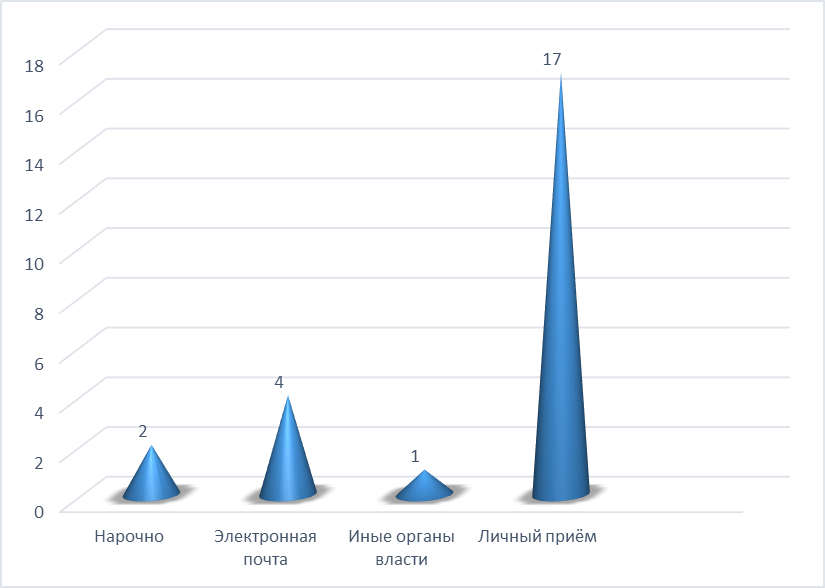 18
16
14
12
10
8
6
4
2
0
2
4
1
17
Нарочно
Электронная
почта
Иные органы
власти
Личный приём